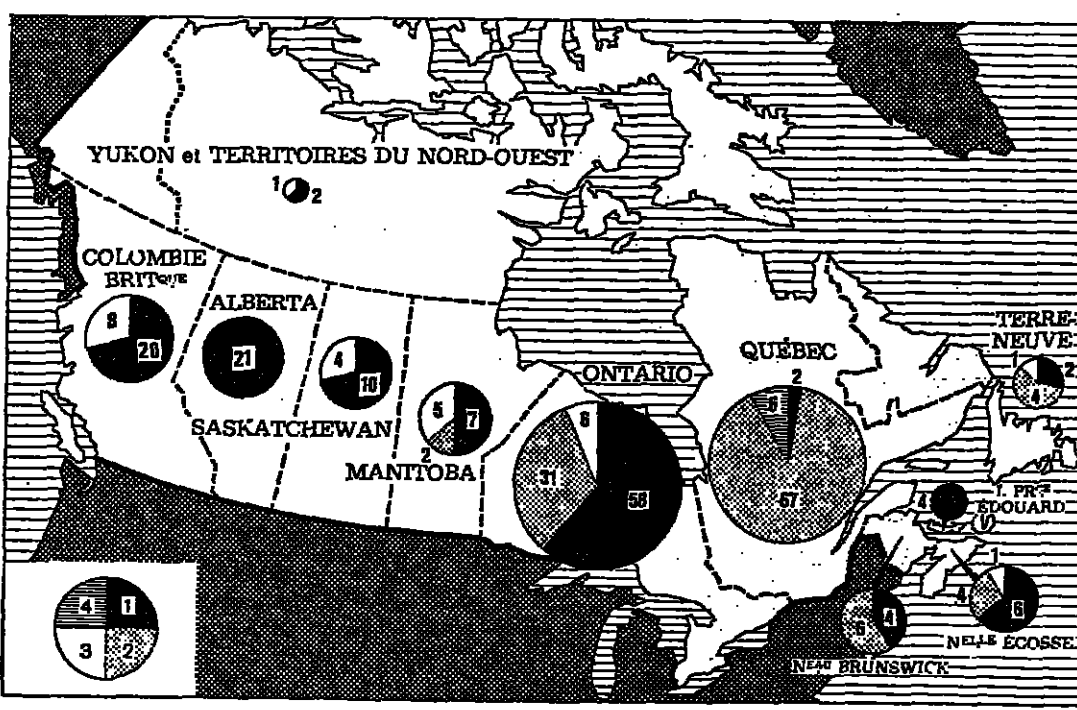 YUKON et TERRITOIRES DU NORD-OUEST
1 2
COLOMBIE
BRITQUE
8
20
ALBERTA
21
4
10
SASKATCHEWAN
5
7
2
MANITOBA
ONTARIO
6
31
58
QUÉBEC
2
6
67
TERRE-
NEUVE
1
2
4
I. PRCE
ÉDOUARD
4
1
4
6
NELLE ÉCOSSE
6
4
NEAU BRUNSWICK
4 1
3 2